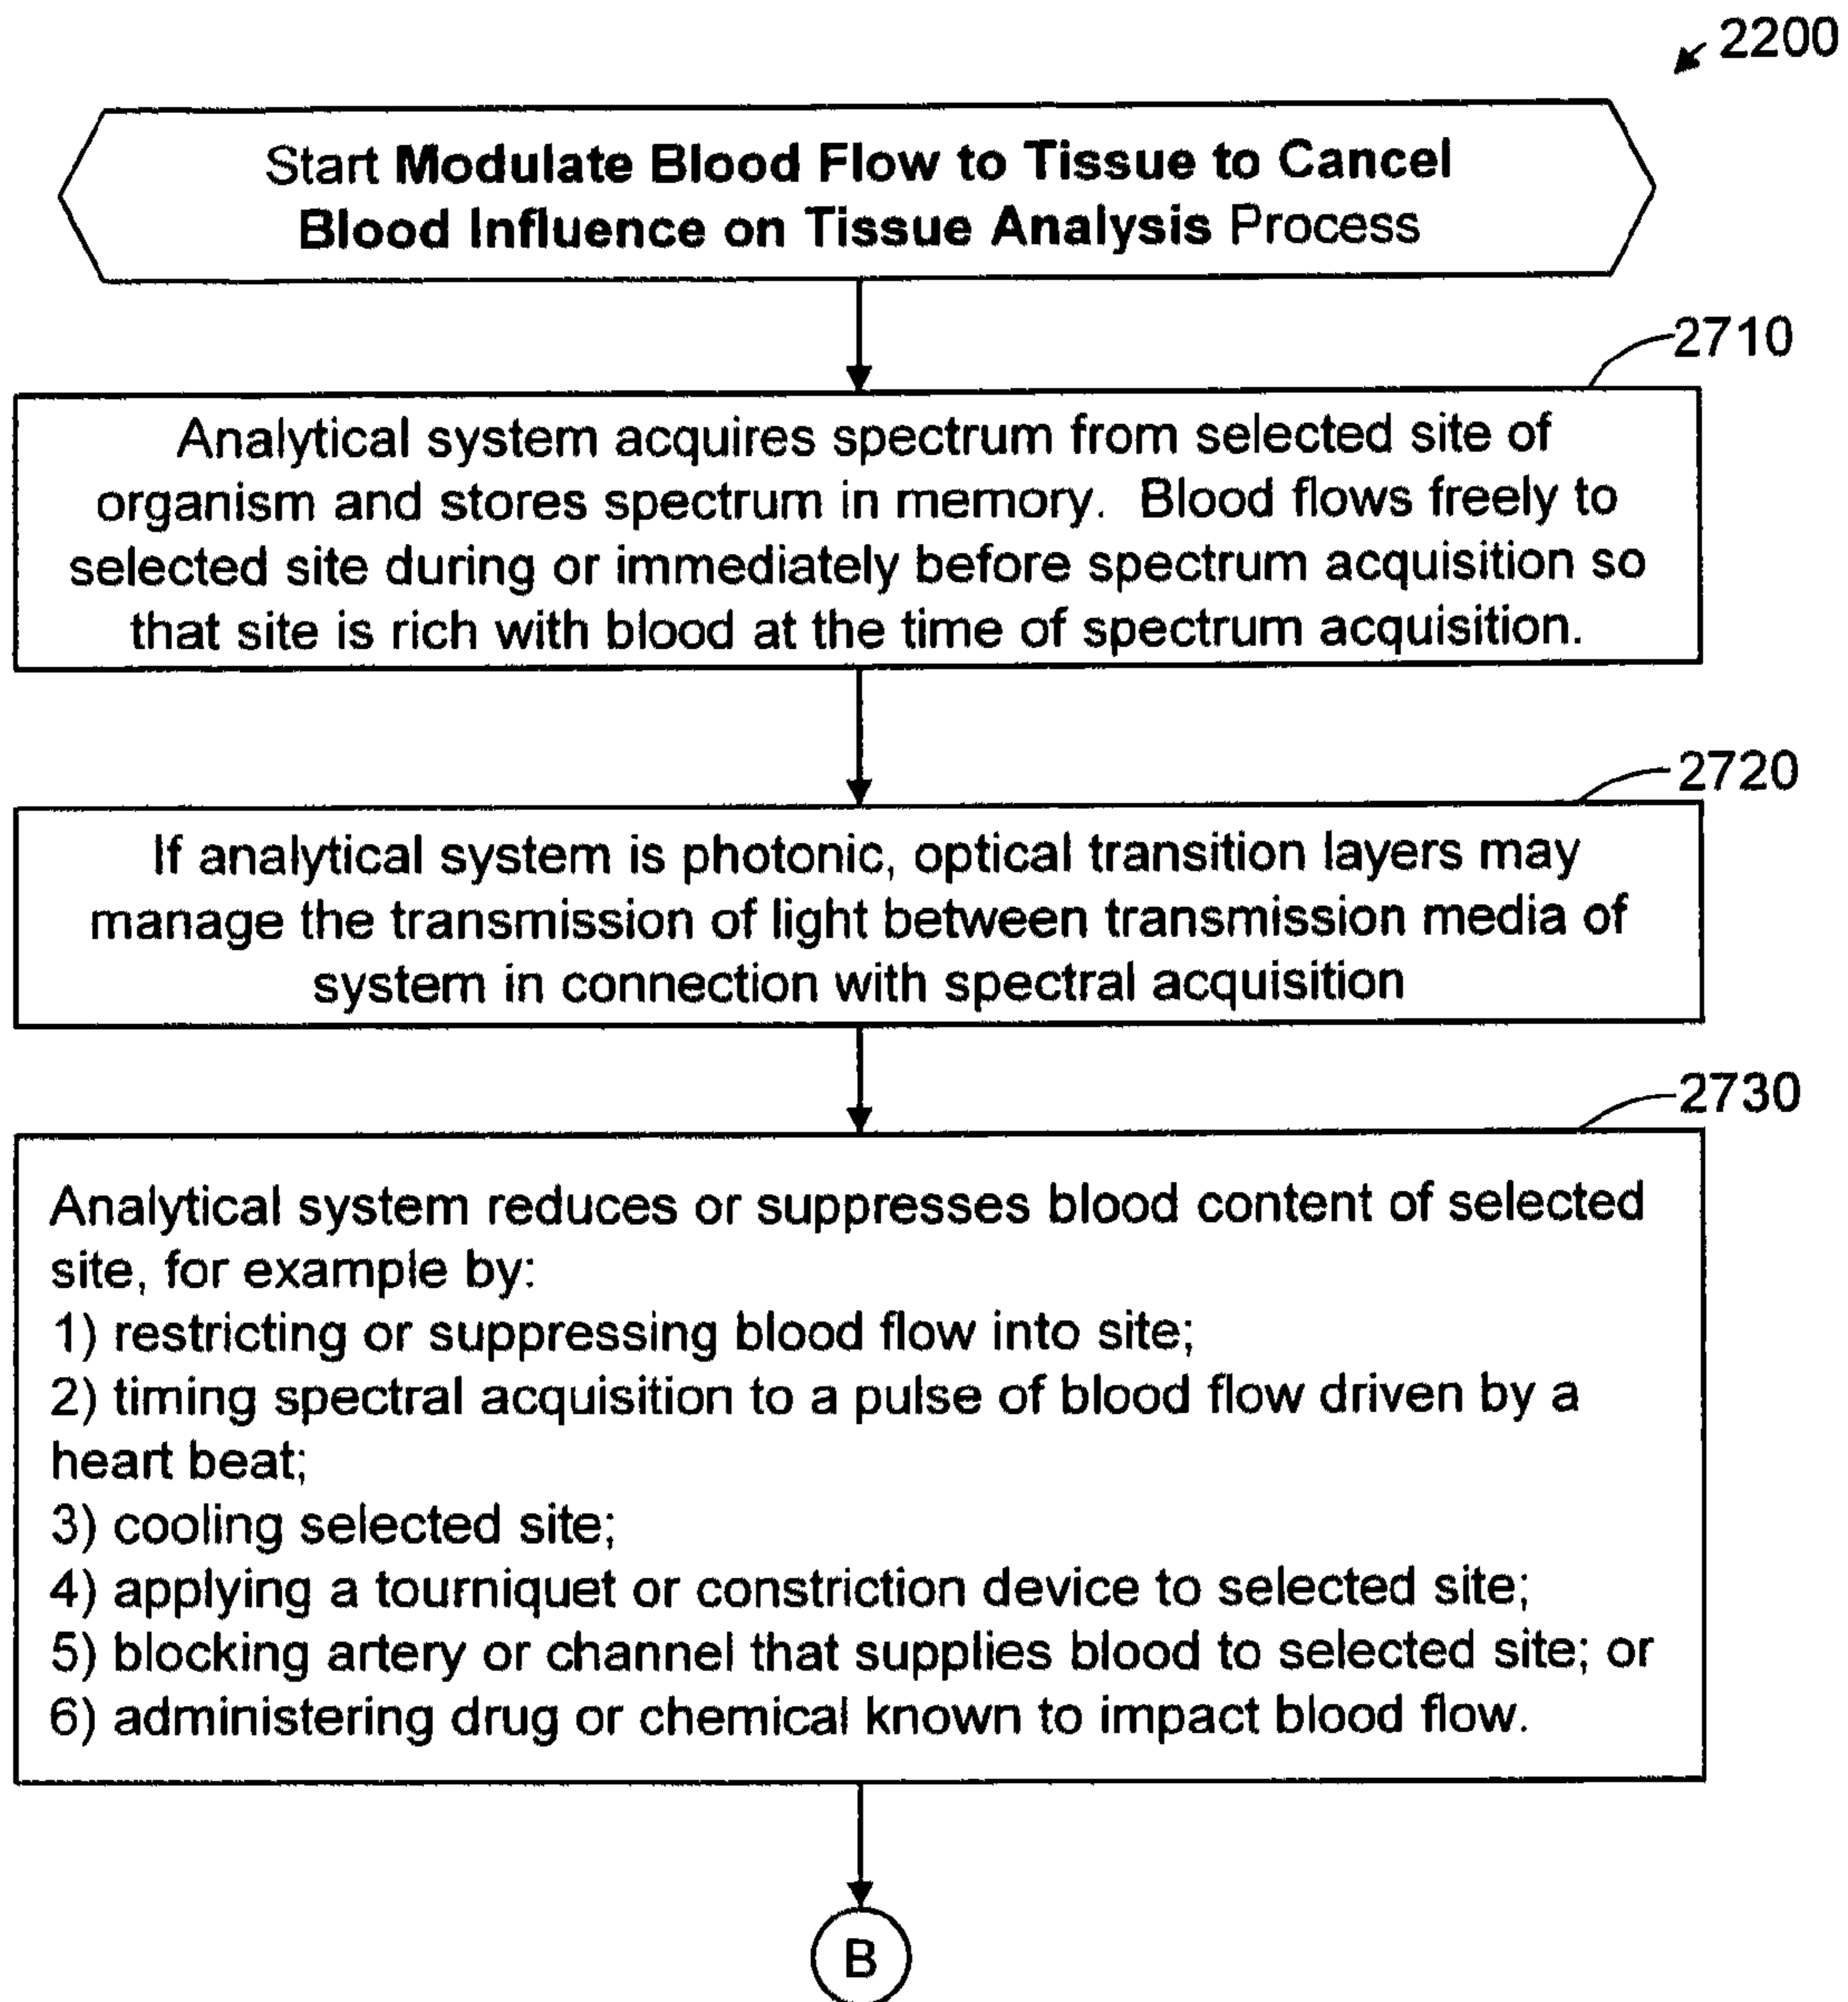 2200
Start Modulate Blood Flow to Tissue to Cancel
Blood Influence on Tissue Analysis Process
2710
Analytical system acquires spectrum from selected site of
organism and stores spectrum in memory. Blood flows freely to
selected site during or immediately before spectrum acquisition so
that site is rich with blood at the time of spectrum acquisition.
2720
If analytical system is photonic, optical transition layers may
manage the transmission of light between transmission media of
system in connection with spectral acquisition
2730
Analytical system reduces or suppresses blood content of selected
site, for example by:
1) restricting or suppressing blood flow into site;
2) timing spectral acquisition to a pulse of blood flow driven by a
heart beat;
3) cooling selected site;
4) applying a tourniquet or constriction device to selected site;
5) blocking artery or channel that supplies blood to selected site; or
6) administering drug or chemical known to impact blood flow.
B